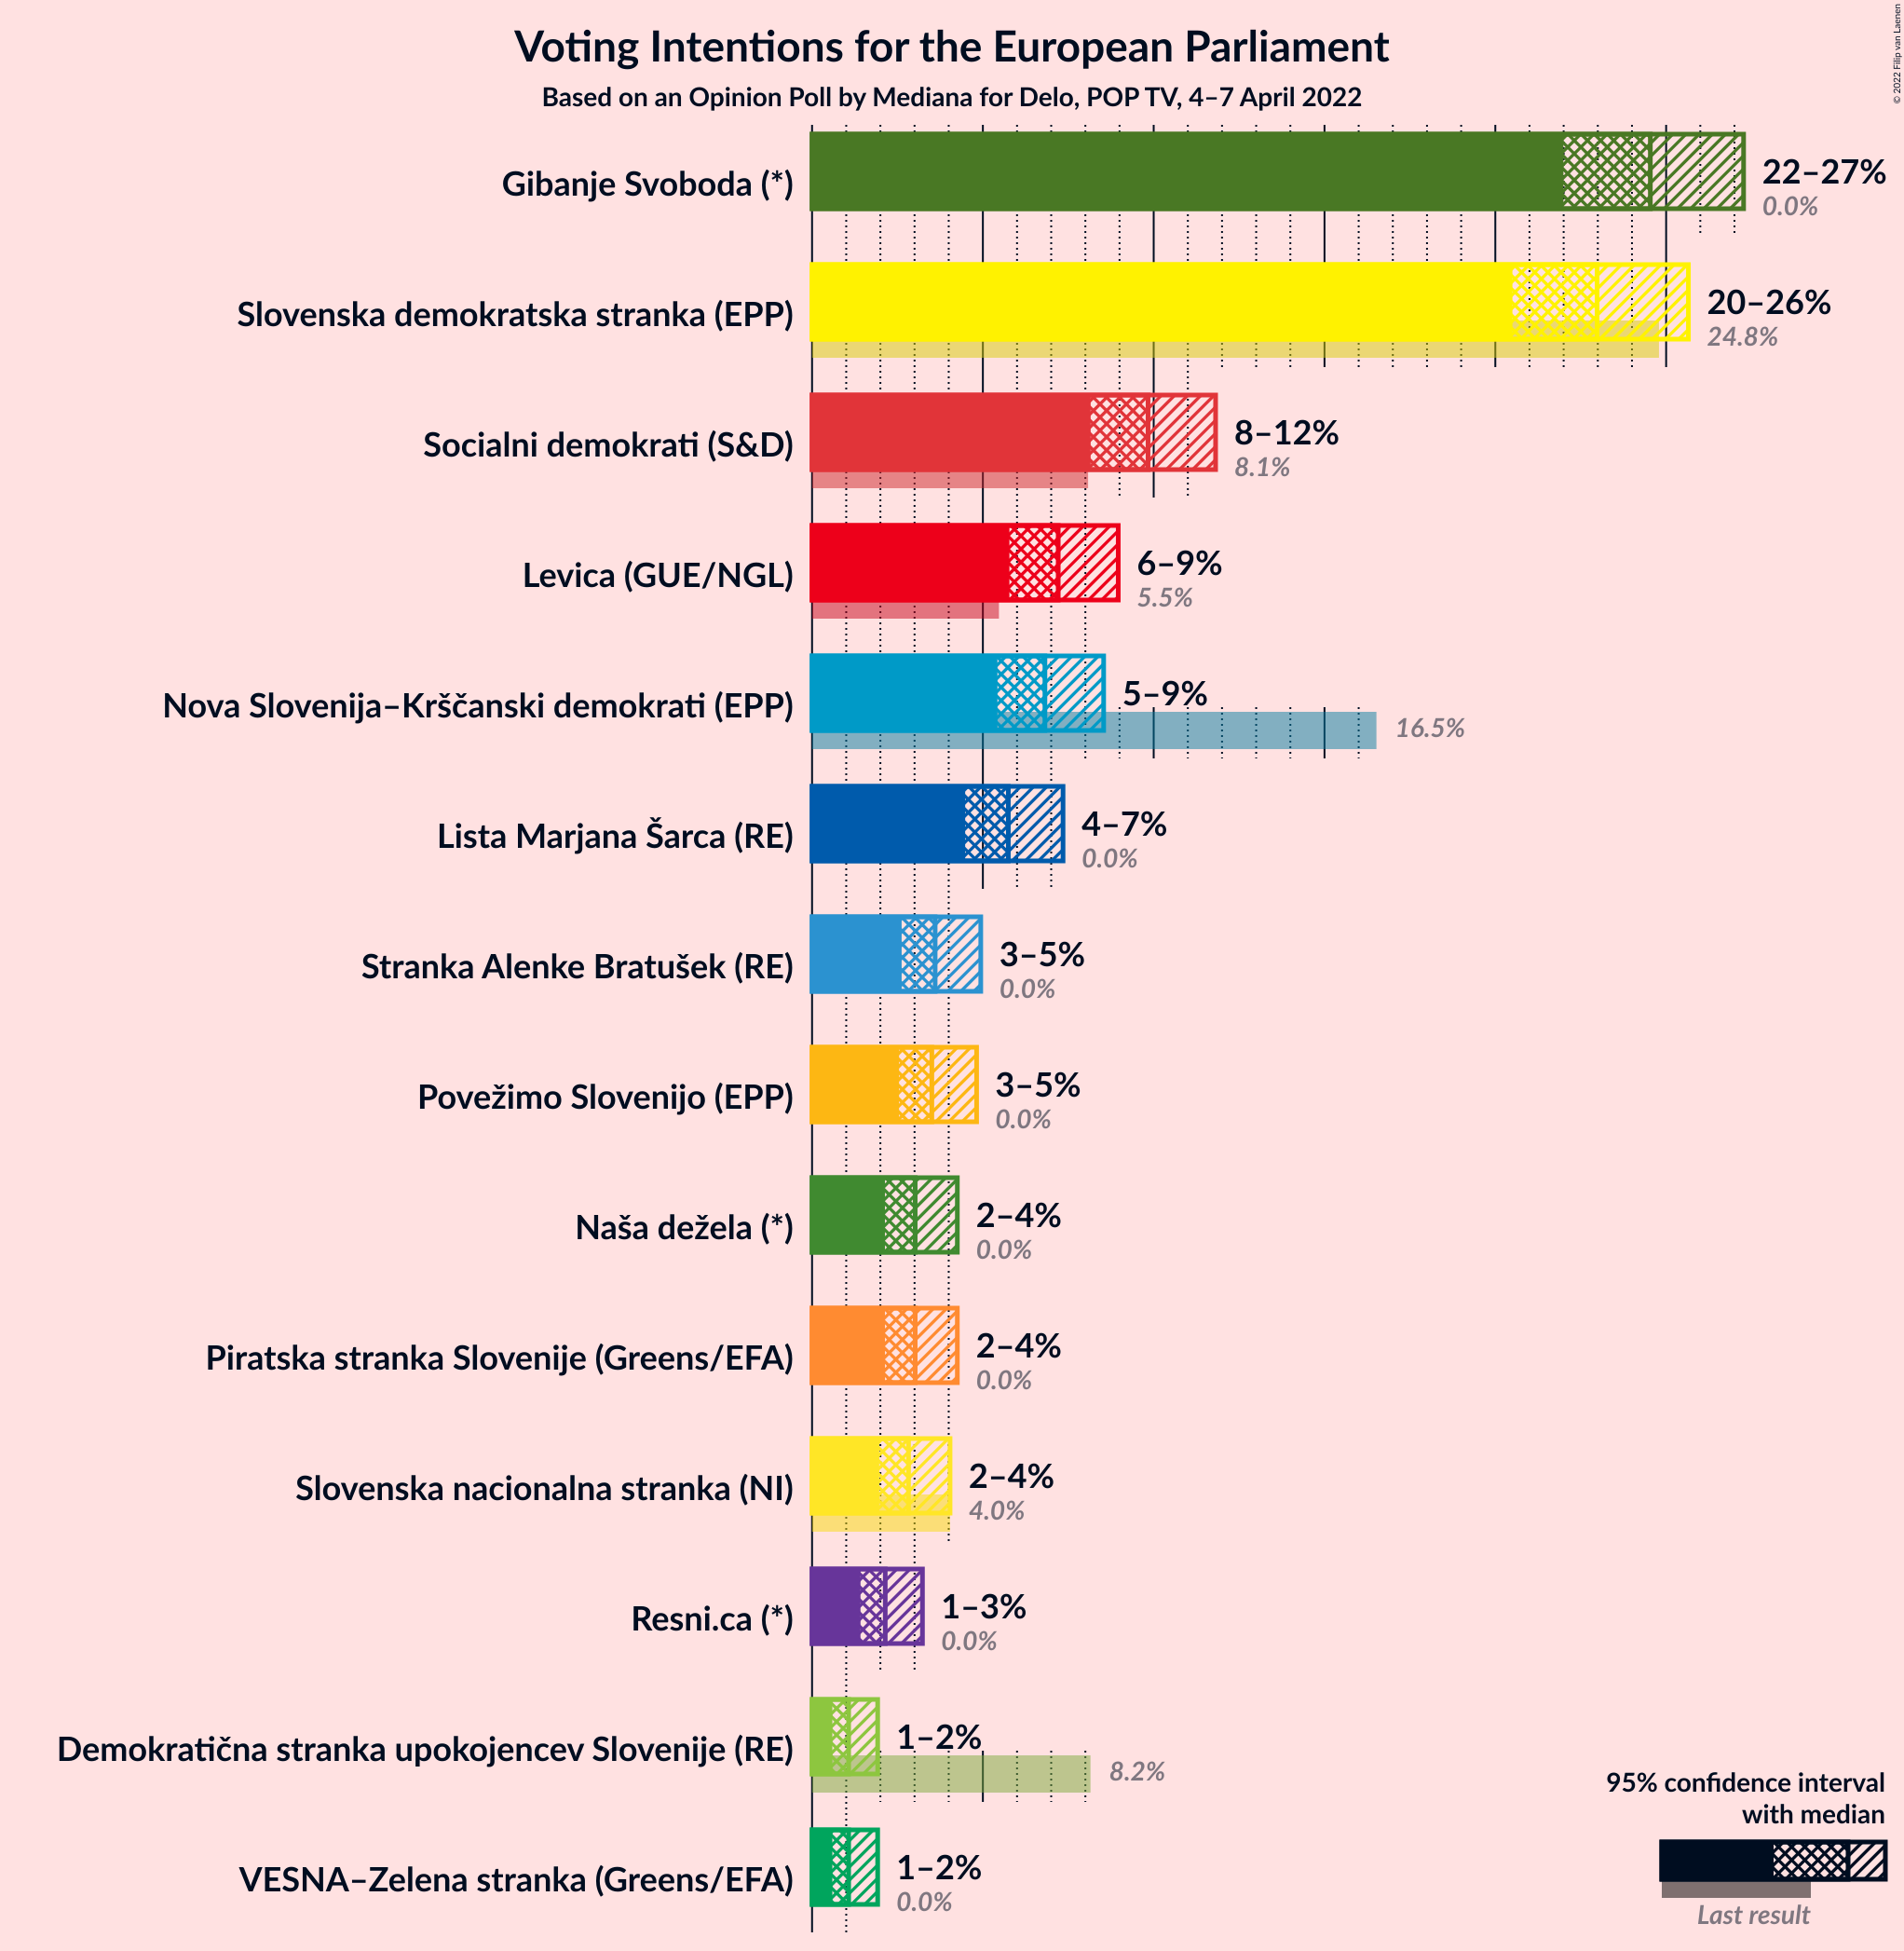 Voting Intentions for the European Parliament
Based on an Opinion Poll by Mediana for Delo, POP TV, 4–7 April 2022
© 2022 Filip van Laenen
Gibanje Svoboda (*)
22–27%
0.0%
Slovenska demokratska stranka (EPP)
20–26%
24.8%
Socialni demokrati (S&D)
8–12%
8.1%
Levica (GUE/NGL)
6–9%
5.5%
Nova Slovenija–Krščanski demokrati (EPP)
5–9%
16.5%
Lista Marjana Šarca (RE)
4–7%
0.0%
Stranka Alenke Bratušek (RE)
3–5%
0.0%
Povežimo Slovenijo (EPP)
3–5%
0.0%
Naša dežela (*)
2–4%
0.0%
Piratska stranka Slovenije (Greens/EFA)
2–4%
0.0%
Slovenska nacionalna stranka (NI)
2–4%
4.0%
Resni.ca (*)
1–3%
0.0%
Demokratična stranka upokojencev Slovenije (RE)
1–2%
8.2%
VESNA–Zelena stranka (Greens/EFA)
1–2%
0.0%
95% confidence interval
with median
Last result